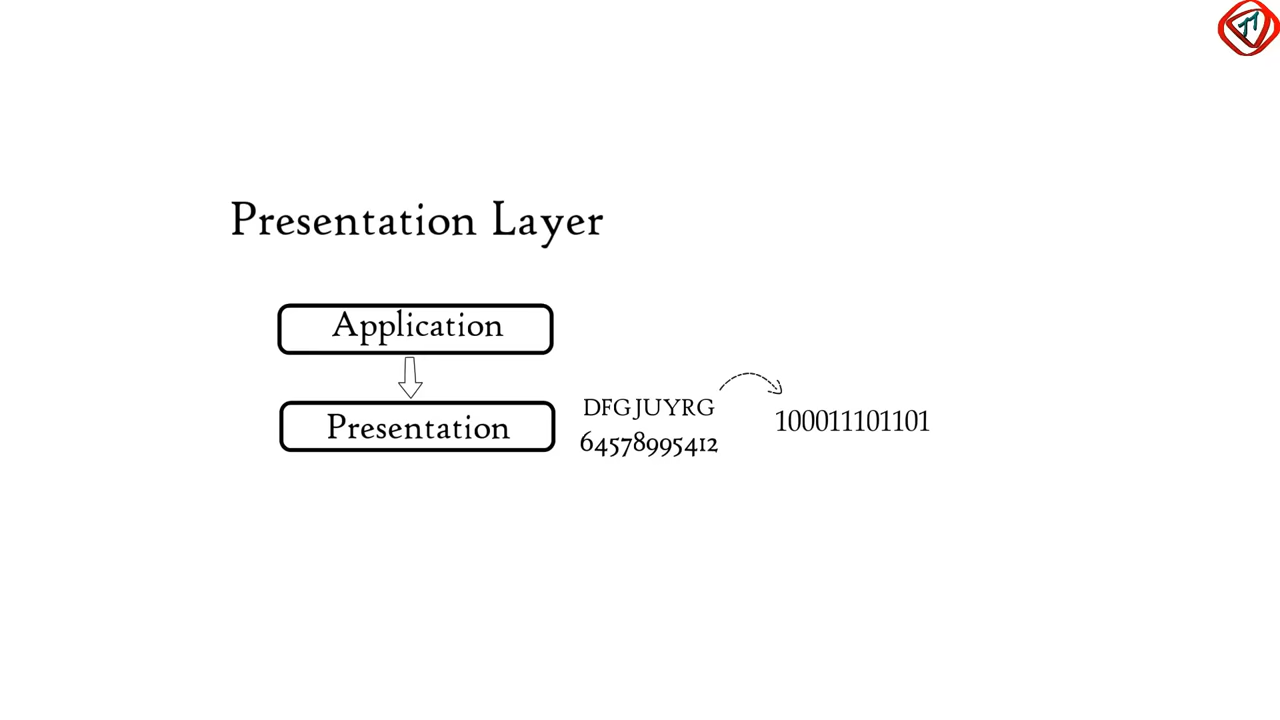 Presentation Layer
Application
Presentation
DFGJUYRG
64578995412
100011101101